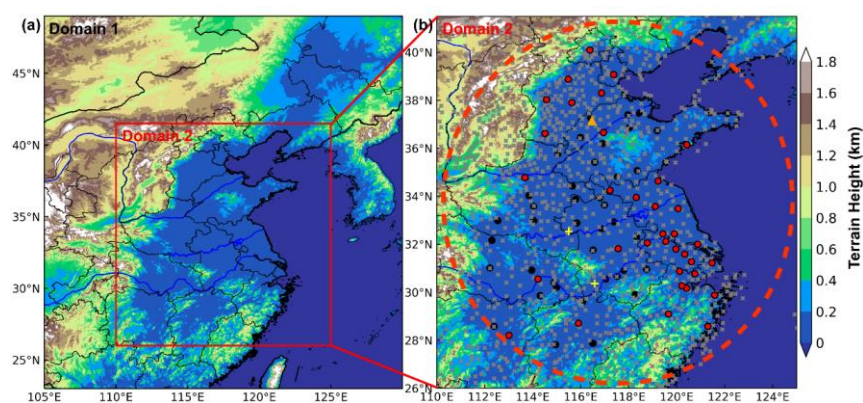 (a) Domain 1
Domain 2
45°N
40°N
35°N
30°N
25°N
105°E 110°E 115°E 120°E 125°E
(b) Domain 2
40°N
38°N
36°N
34°N
32°N
30°N
28°N
26°N
110°E 112°E 114°E 116°E 118°E 120°E 122°E 124°E
1.8
1.6
1.4
1.2
1.0
0.8
0.6
0.4
0.2
0
Terrain Height (km)